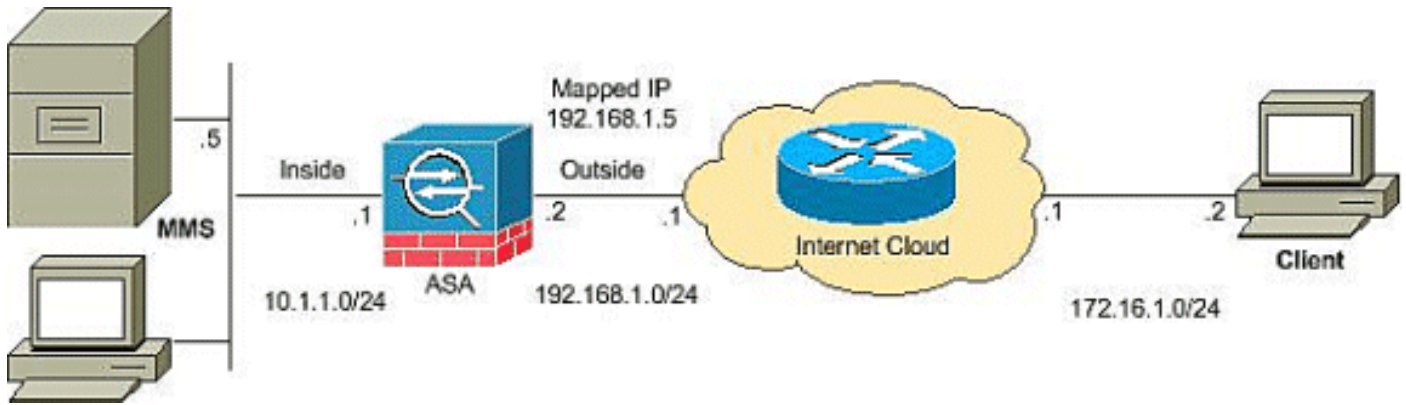 Mapped IP
192.168.1.5
.5
Inside
Outside
MMS
.1
.2
.1
.1
.2
Internet Cloud
Client
ASA
10.1.1.0/24
192.168.1.0/24
172.16.1.0/24